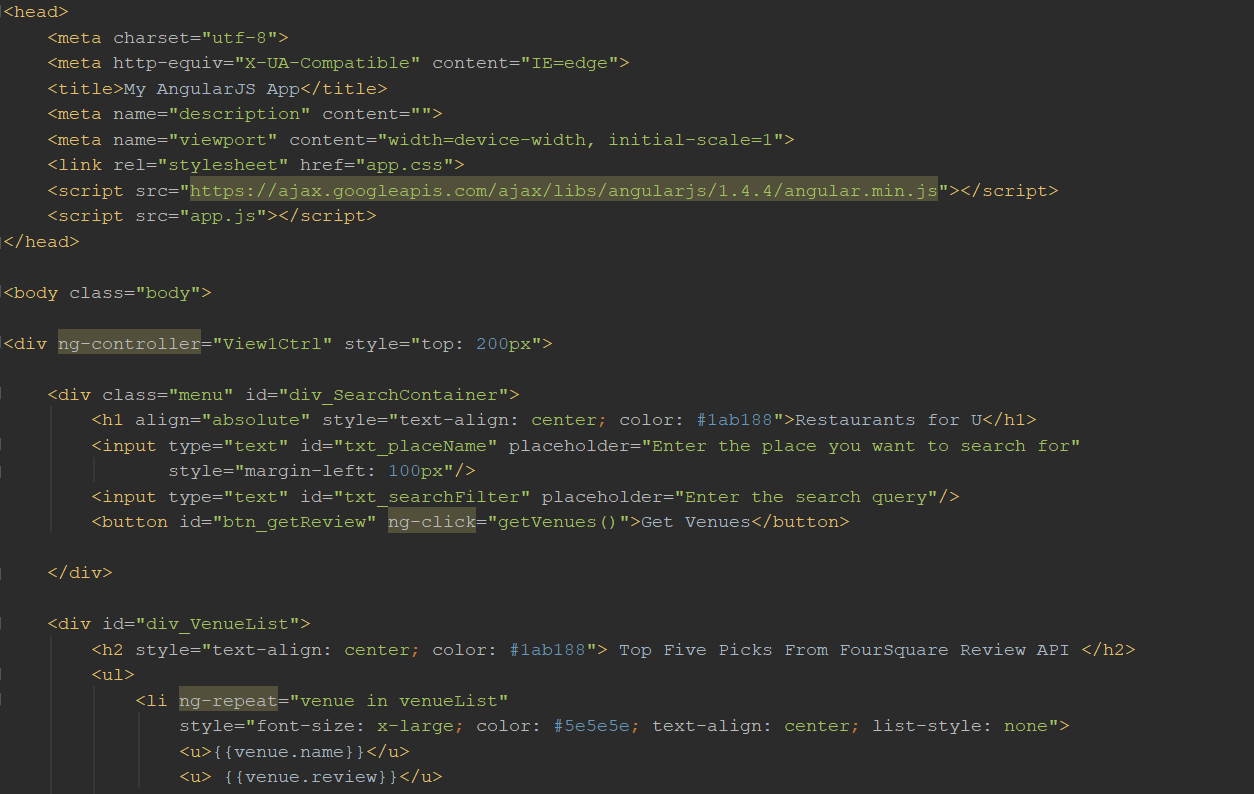 <head>
    <meta charset="utf-8">
    <meta http-equiv="X-UA-Compatible" content="IE=edge">
    <title>My AngularJS App</title>
    <meta name="description" content="">
    <meta name="viewport" content="width=device-width, initial-scale=1">
    <link rel="stylesheet" href="app.css">
    <script src="https://ajax.googleapis.com/ajax/libs/angularjs/1.4.4/angular.min.js"></script>
    <script src="app.js"></script>
</head>
<body class="body">
<div ng-controller="View1Ctrl" style="top: 200px">
    <div class="menu" id="div_SearchContainer">
        <h1 align="absolute" style="text-align: center; color: #1ab188">Restaurants for U</h1>
        <input type="text" id="txt_placeName" placeholder="Enter the place you want to search for"
               style="margin-left: 100px"/>
        <input type="text" id="txt_searchFilter" placeholder="Enter the search query"/>
        <button id="btn_getReview" ng-click="getVenues()">Get Venues</button>
    </div>
    <div id="div_VenueList">
        <h2 style="text-align: center; color: #1ab188"> Top Five Picks From FourSquare Review API </h2>
        <ul>
            <li ng-repeat="venue in venueList"
                style="font-size: x-large; color: #5e5e5e; text-align: center; list-style: none">
                <u>{{venue.name}}</u>
                <u> {{venue.review}}</u>